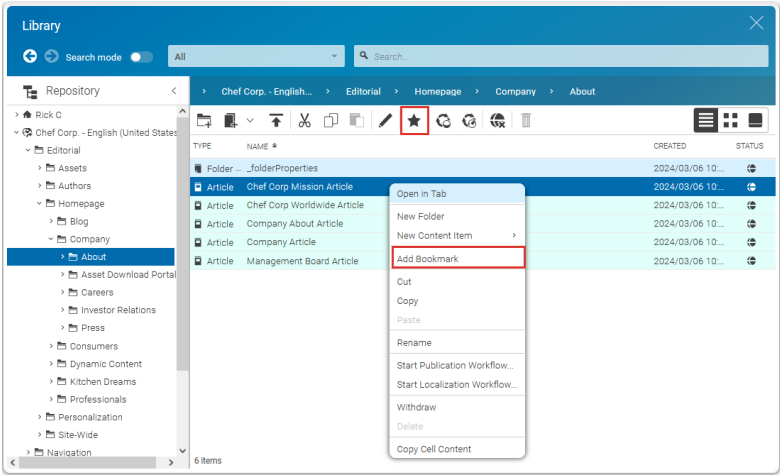 Library
Search mode
All
Search...
Repository
Chef Corp. - English... Editorial Homepage Company About
Rick C
Chef Corp. - English (United States
Editorial
Assets
Authors
Homepage
Blog
Company
About
Asset Download Portal
Careers
Investor Relations
Press
Consumers
Dynamic Content
Kitchen Dreams
Professionals
Personalization
Site-Wide
Navigation
TYPE NAME CREATED STATUS
Folder ... _folderProperties 2024/03/06 10:...
Article Chef Corp Mission Article 2024/03/06 10:...
Article Chef Corp Worldwide Article 2024/03/06 10:...
Article Company About Article 2024/03/06 10:...
Article Company Article 2024/03/06 10:...
Article Management Board Article 2024/03/06 10:...
Open in Tab
New Folder
New Content Item
Add Bookmark
Cut
Copy
Paste
Rename
Start Publication Workflow...
Start Localization Workflow...
Withdraw
Delete
Copy Cell Content
6 items